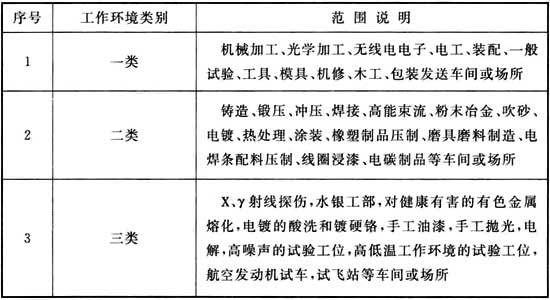 序号 工作环境类别 范围说明
1 一类 机械加工、光学加工、无线电电子、电工、装配、一般
试验、工具、模具、机修、木工、包装发送车间或场所
2 二类 铸造、锻压、冲压、焊接、高能束流、粉末冶金、吹砂、
电镀、热处理、涂装、橡塑制品压制、磨具磨料制造、电
焊条配料压制、线圈浸漆、电碳制品等车间或场所
3 三类 X、γ射线探伤,水银工部,对健康有害的有色金属
熔化,电镀的酸洗和镀硬铬,手工油漆,手工抛光,电
解,高噪声的试验工位,高低温工作环境的试验工位,
航空发动机试车,试飞站等车间或场所